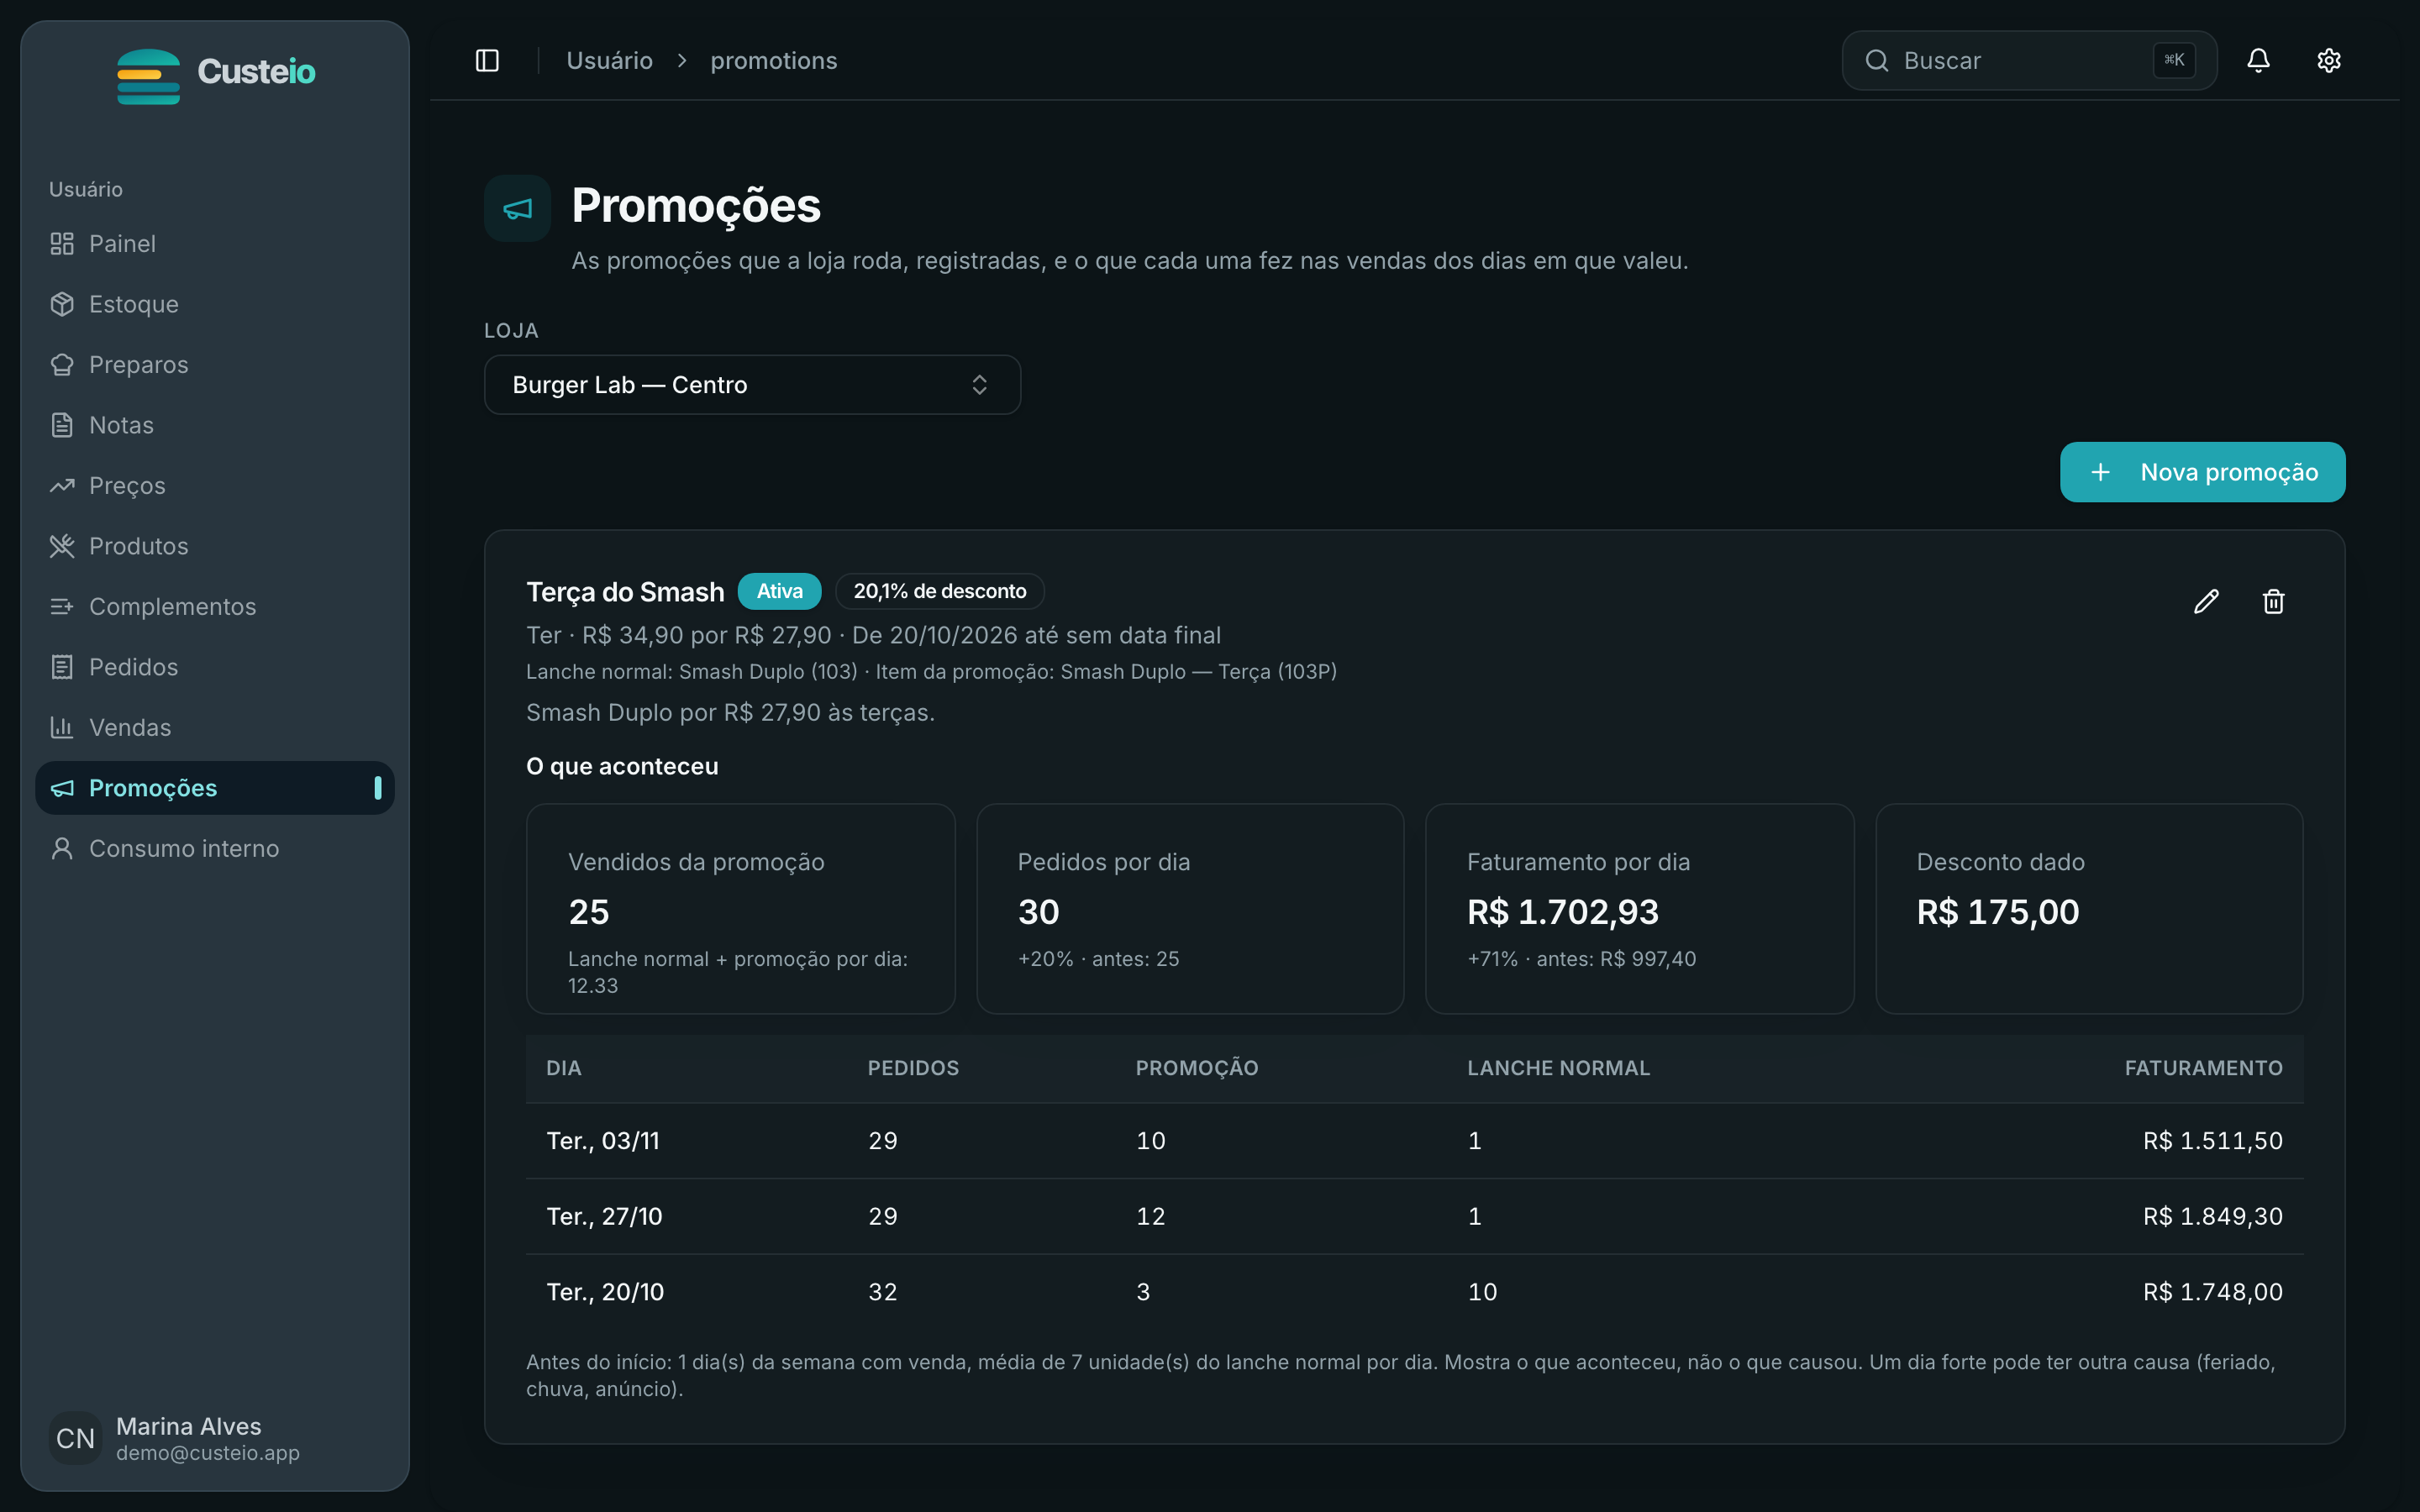 Custeio
Usuário
Painel
Estoque
Preparos
Notas
Preços
Produtos
Complementos
Pedidos
Vendas
Promoções
Consumo interno
CN
Marina Alves
demo@custeio.app
Usuário > promotions
Buscar
⌘K
Promoções
As promoções que a loja roda, registradas, e o que cada uma fez nas vendas dos dias em que valeu.
LOJA
Burger Lab — Centro
+ Nova promoção
Terça do Smash Ativa 20,1% de desconto
Ter · R$ 34,90 por R$ 27,90 · De 20/10/2026 até sem data final
Lanche normal: Smash Duplo (103) · Item da promoção: Smash Duplo — Terça (103P)
Smash Duplo por R$ 27,90 às terças.
O que aconteceu
Vendidos da promoção
25
Lanche normal + promoção por dia:
12.33
Pedidos por dia
30
+20% · antes: 25
Faturamento por dia
R$ 1.702,93
+71% · antes: R$ 997,40
Desconto dado
R$ 175,00
DIA PEDIDOS PROMOÇÃO LANCHE NORMAL FATURAMENTO
Ter., 03/11 29 10 1 R$ 1.511,50
Ter., 27/10 29 12 1 R$ 1.849,30
Ter., 20/10 32 3 10 R$ 1.748,00
Antes do início: 1 dia(s) da semana com venda, média de 7 unidade(s) do lanche normal por dia. Mostra o que aconteceu, não o que causou. Um dia forte pode ter outra causa (feriado,
chuva, anúncio).